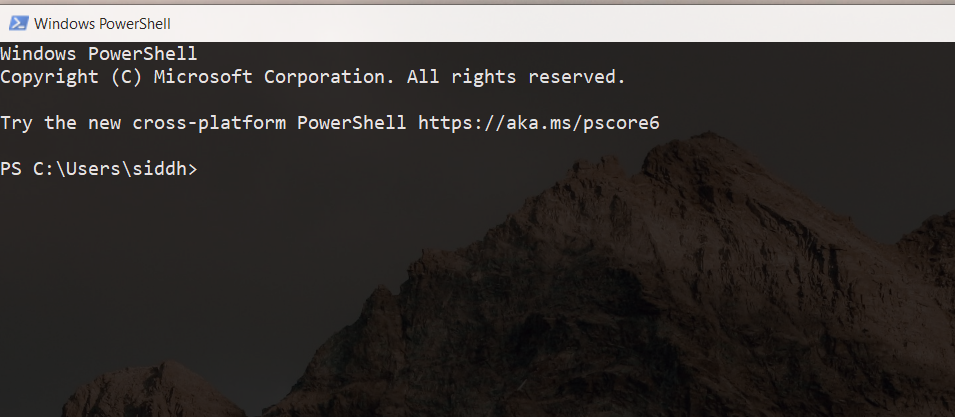 Windows PowerShell
Windows PowerShell
Copyright (C) Microsoft Corporation. All rights reserved.
Try the new cross-platform PowerShell https://aka.ms/pscore6
PS C:\Users\siddh>